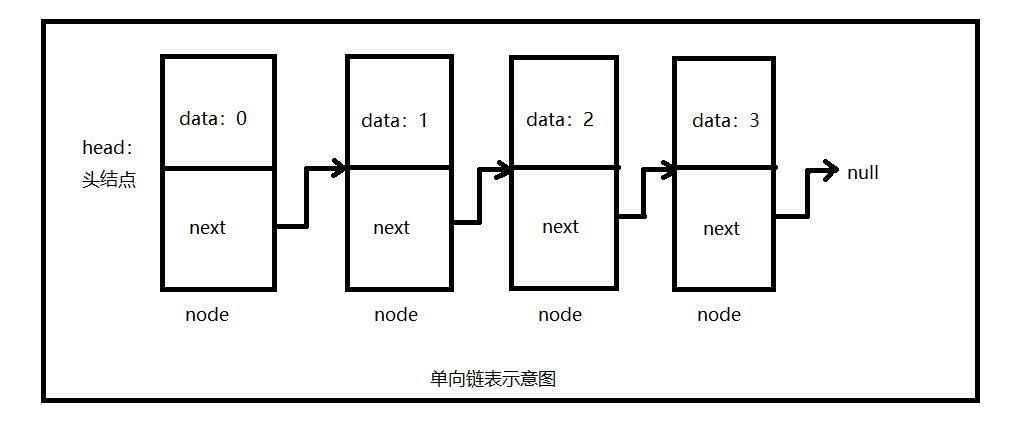 data：0
data：1
data：2
data：3
head：
头结点
null
next
next
next
next
node
node
node
node
单向链表示意图